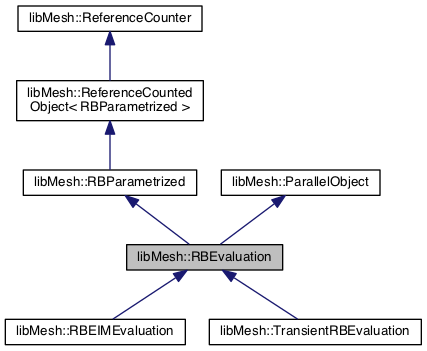 libMesh::ReferenceCounter
libMesh::ReferenceCounted
Object< RBParametrized >
libMesh::RBParametrized
libMesh::ParallelObject
libMesh::RBEvaluation
libMesh::RBEIMEvaluation
libMesh::TransientRBEvaluation